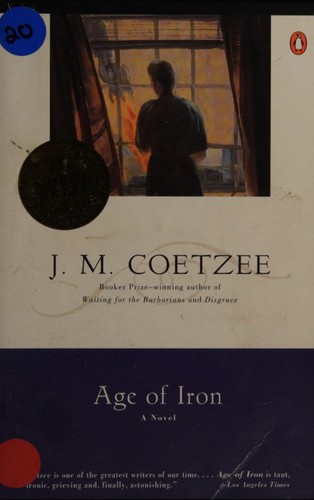 20
J. M. COETZEE
Booker Prize–winning author of
Waiting for the Barbarians and Disgrace
Age of Iron
A Novel
is one of the greatest writers of our time. . . . Age of Iron is taut,
ironic, grieving and, finally, astonishing."
—Los Angeles Times